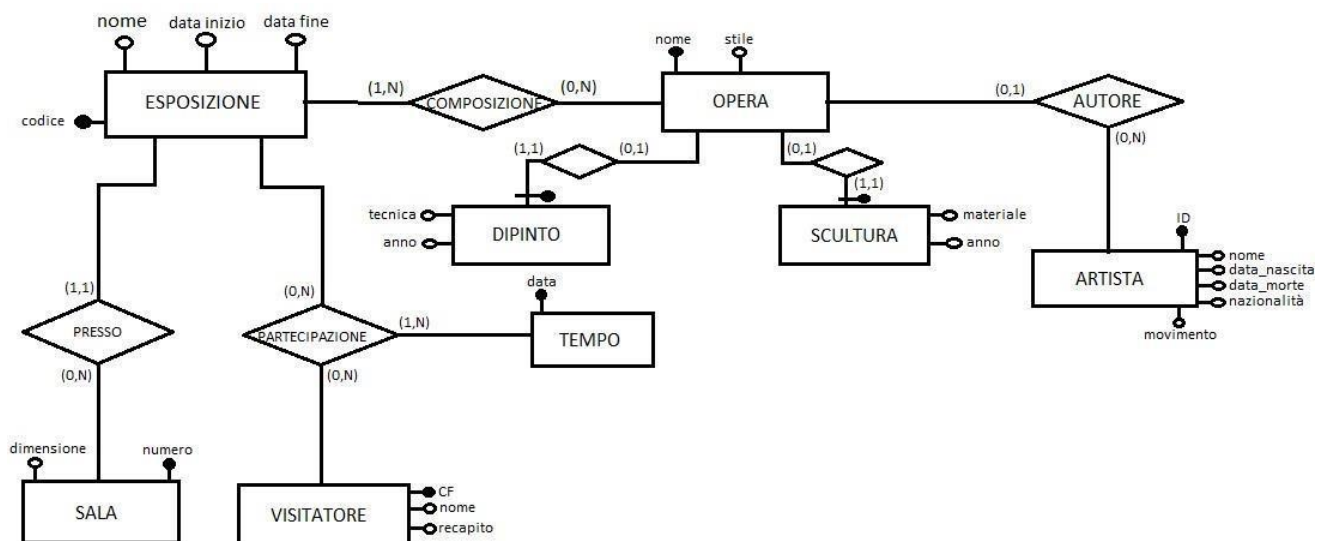 nome
data inizio
data fine
nome
stile
ESPOSIZIONE
(1,N)
COMPOSIZIONE
(0,N)
OPERA
(0,1)
AUTORE
codice
(0,N)
(1,1)
(0,1)
(0,1)
(1,1)
tecnica
anno
DIPINTO
SCULTURA
materiale
anno
ID
ARTISTA
nome
data_nascita
data_morte
nazionalità
movimento
(1,1)
PRESSO
(0,N)
(0,N)
PARTECIPAZIONE
(1,N)
(0,N)
data
TEMPO
dimensione
numero
SALA
VISITATORE
CF
nome
recapito